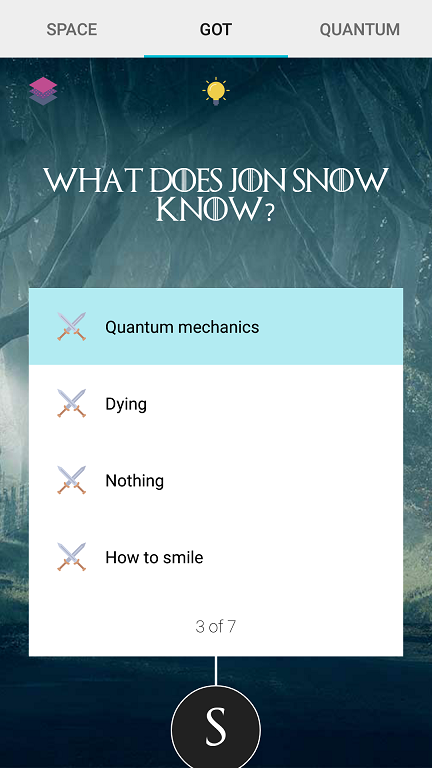 SPACE GOT QUANTUM
WHAT DOES JON SNOW
KNOW?
Quantum mechanics
Dying
Nothing
How to smile
3 of 7
S